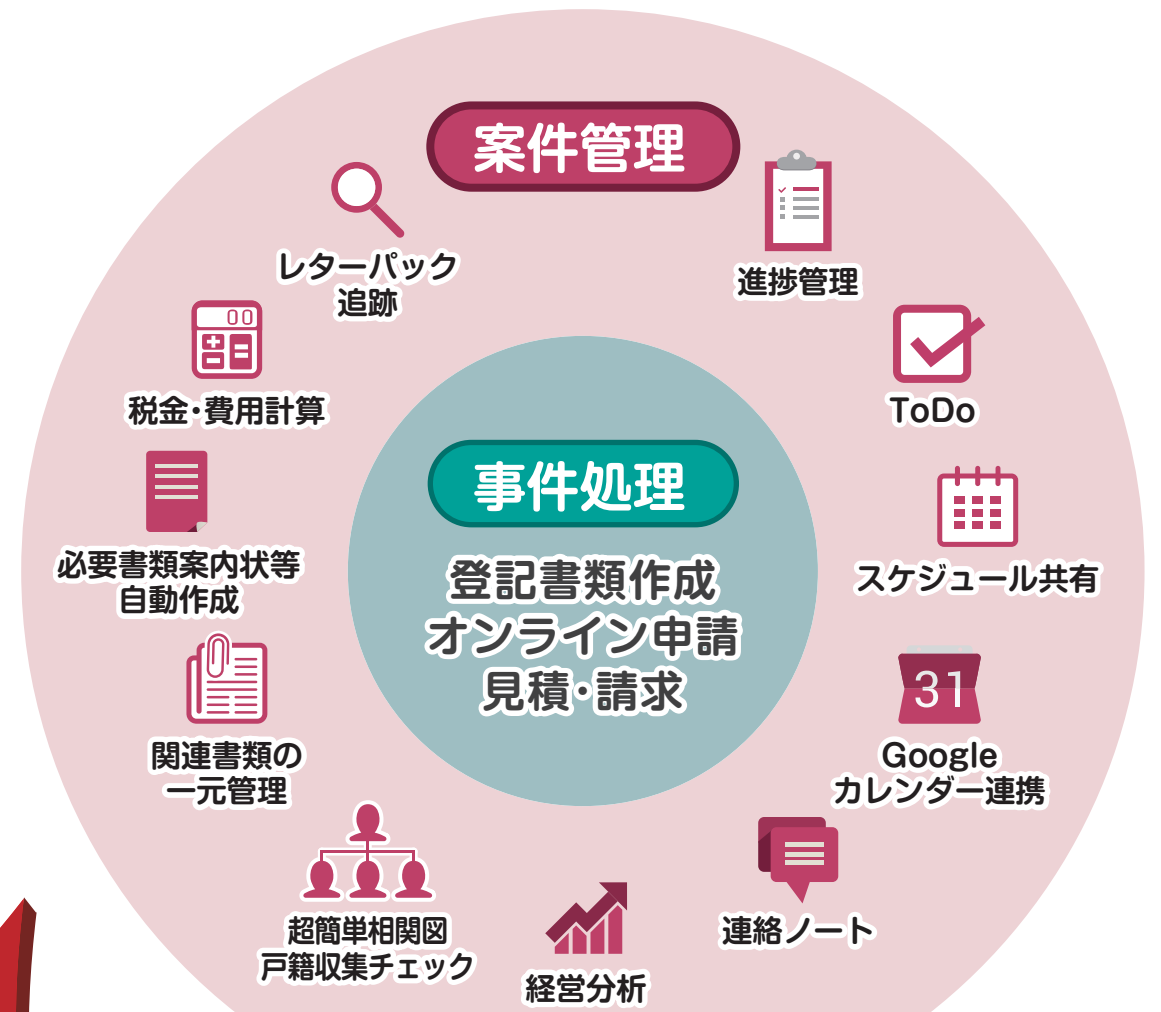 案件管理
レターパック
追跡
進捗管理
00
税金・費用計算
ToDo
事件処理
登記書類作成
オンライン申請
見積・請求
必要書類案内状等
自動作成
スケジュール共有
関連書類の
一元管理
31
Google
カレンダー連携
超簡単相関図
戸籍収集チェック
連絡ノート
経営分析